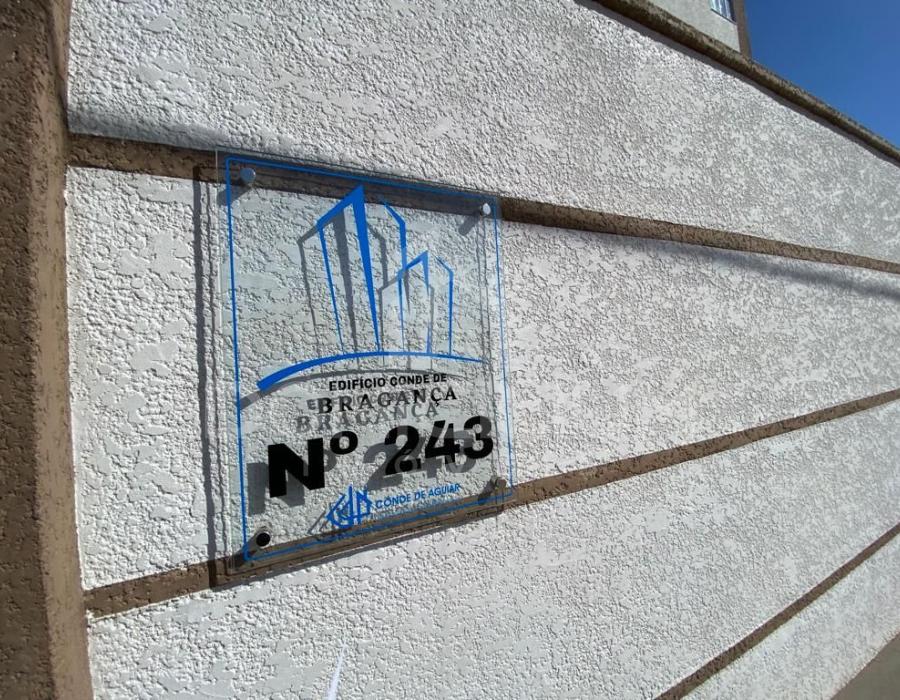 EDIFÍCIO CONDE DE
BRAGANÇA
Nº 243
CONDE DE AGUIAR